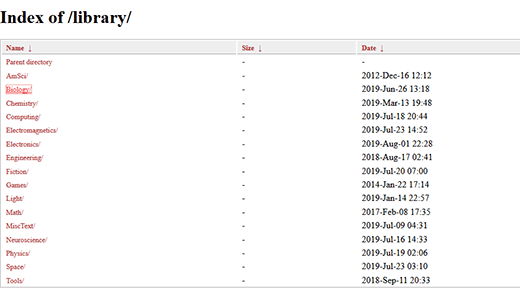 Index of /library/
Name ↓ Size ↓ Date ↓
Parent directory - -
AmSci/ - 2012-Dec-16 12:12
Biology/ - 2019-Jun-26 13:18
Chemistry/ - 2019-Mar-13 19:48
Computing/ - 2019-Jul-18 20:44
Electromagnetics/ - 2019-Jul-23 14:52
Electronics/ - 2019-Aug-01 22:28
Engineering/ - 2018-Aug-17 02:41
Fiction/ - 2019-Jul-20 07:00
Games/ - 2014-Jan-22 17:14
Light/ - 2019-Jan-14 22:57
Math/ - 2017-Feb-08 17:35
MiscText/ - 2019-Jul-09 04:31
Neuroscience/ - 2019-Jul-16 14:33
Physics/ - 2019-Jul-19 02:06
Space/ - 2019-Jul-23 03:10
Tools/ - 2018-Sep-11 20:33